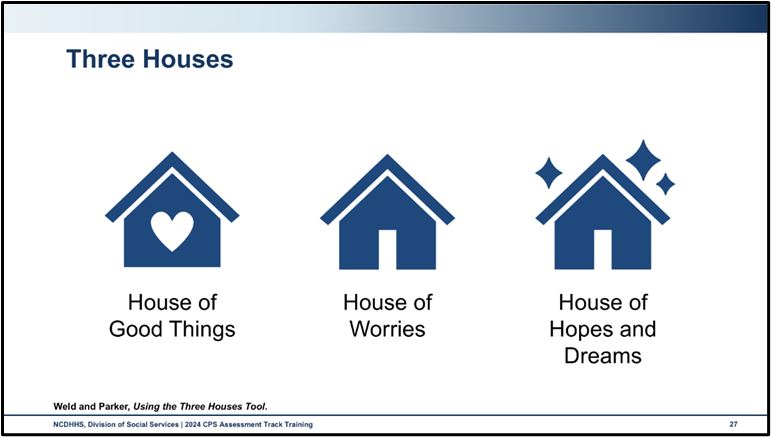 Three Houses
House of
Good Things
House of
Worries
House of
Hopes and
Dreams
Weld and Parker, Using the Three Houses Tool.
NCDHHS, Division of Social Services | 2024 CPS Assessment Track Training
27